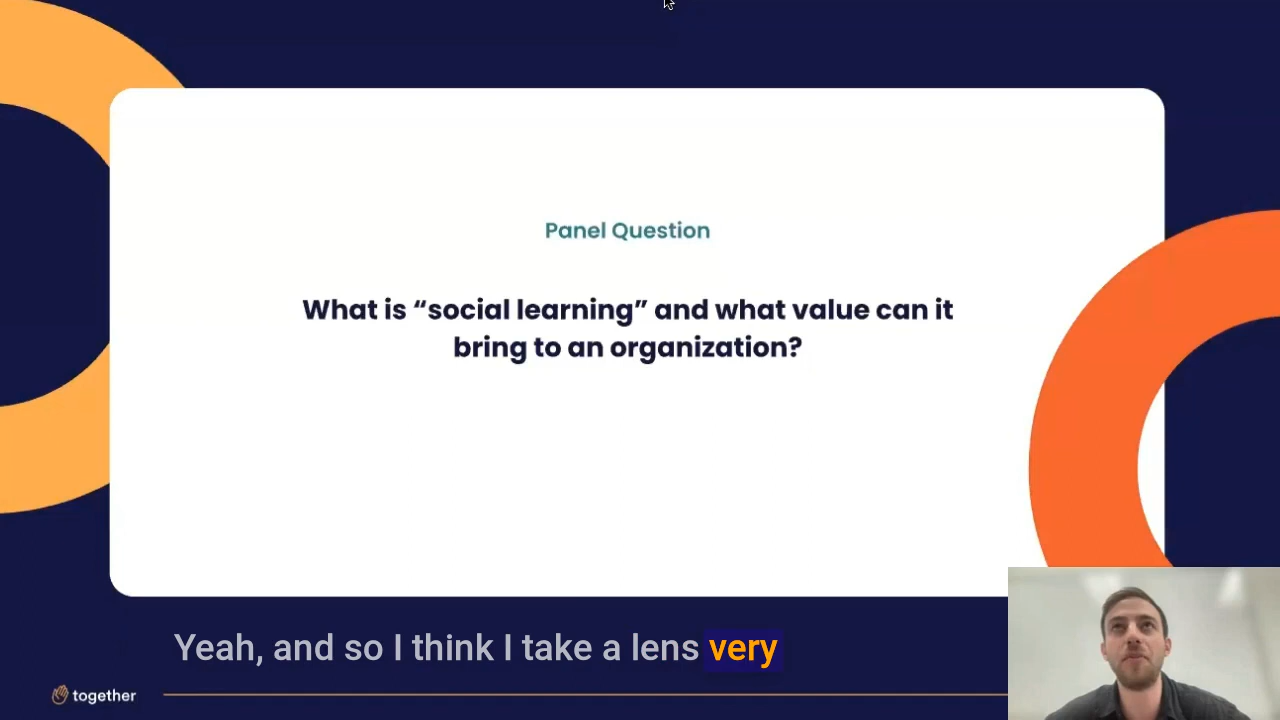 Panel Question
What is “social learning” and what value can it
bring to an organization?
Yeah, and so I think I take a lens very
together